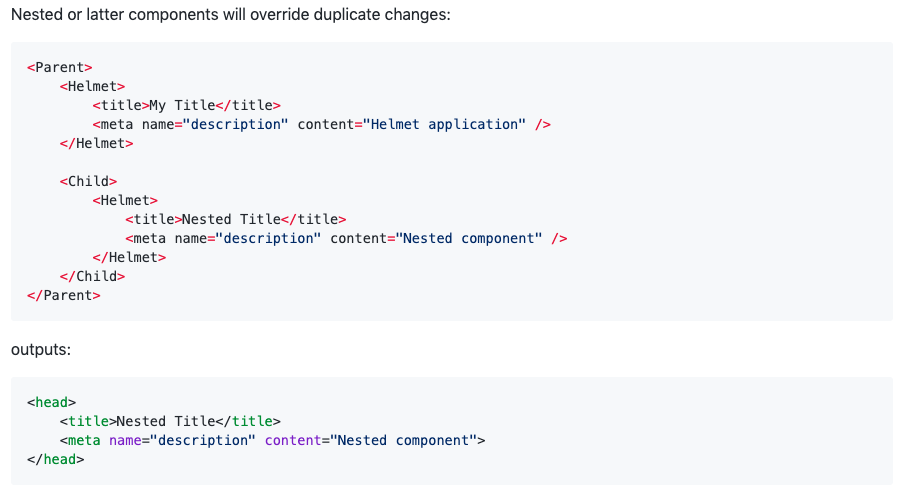 Nested or latter components will override duplicate changes:
<Parent>
    <Helmet>
        <title>My Title</title>
        <meta name="description" content="Helmet application" />
    </Helmet>
    <Child>
        <Helmet>
            <title>Nested Title</title>
            <meta name="description" content="Nested component" />
        </Helmet>
    </Child>
</Parent>
outputs:
<head>
    <title>Nested Title</title>
    <meta name="description" content="Nested component">
</head>